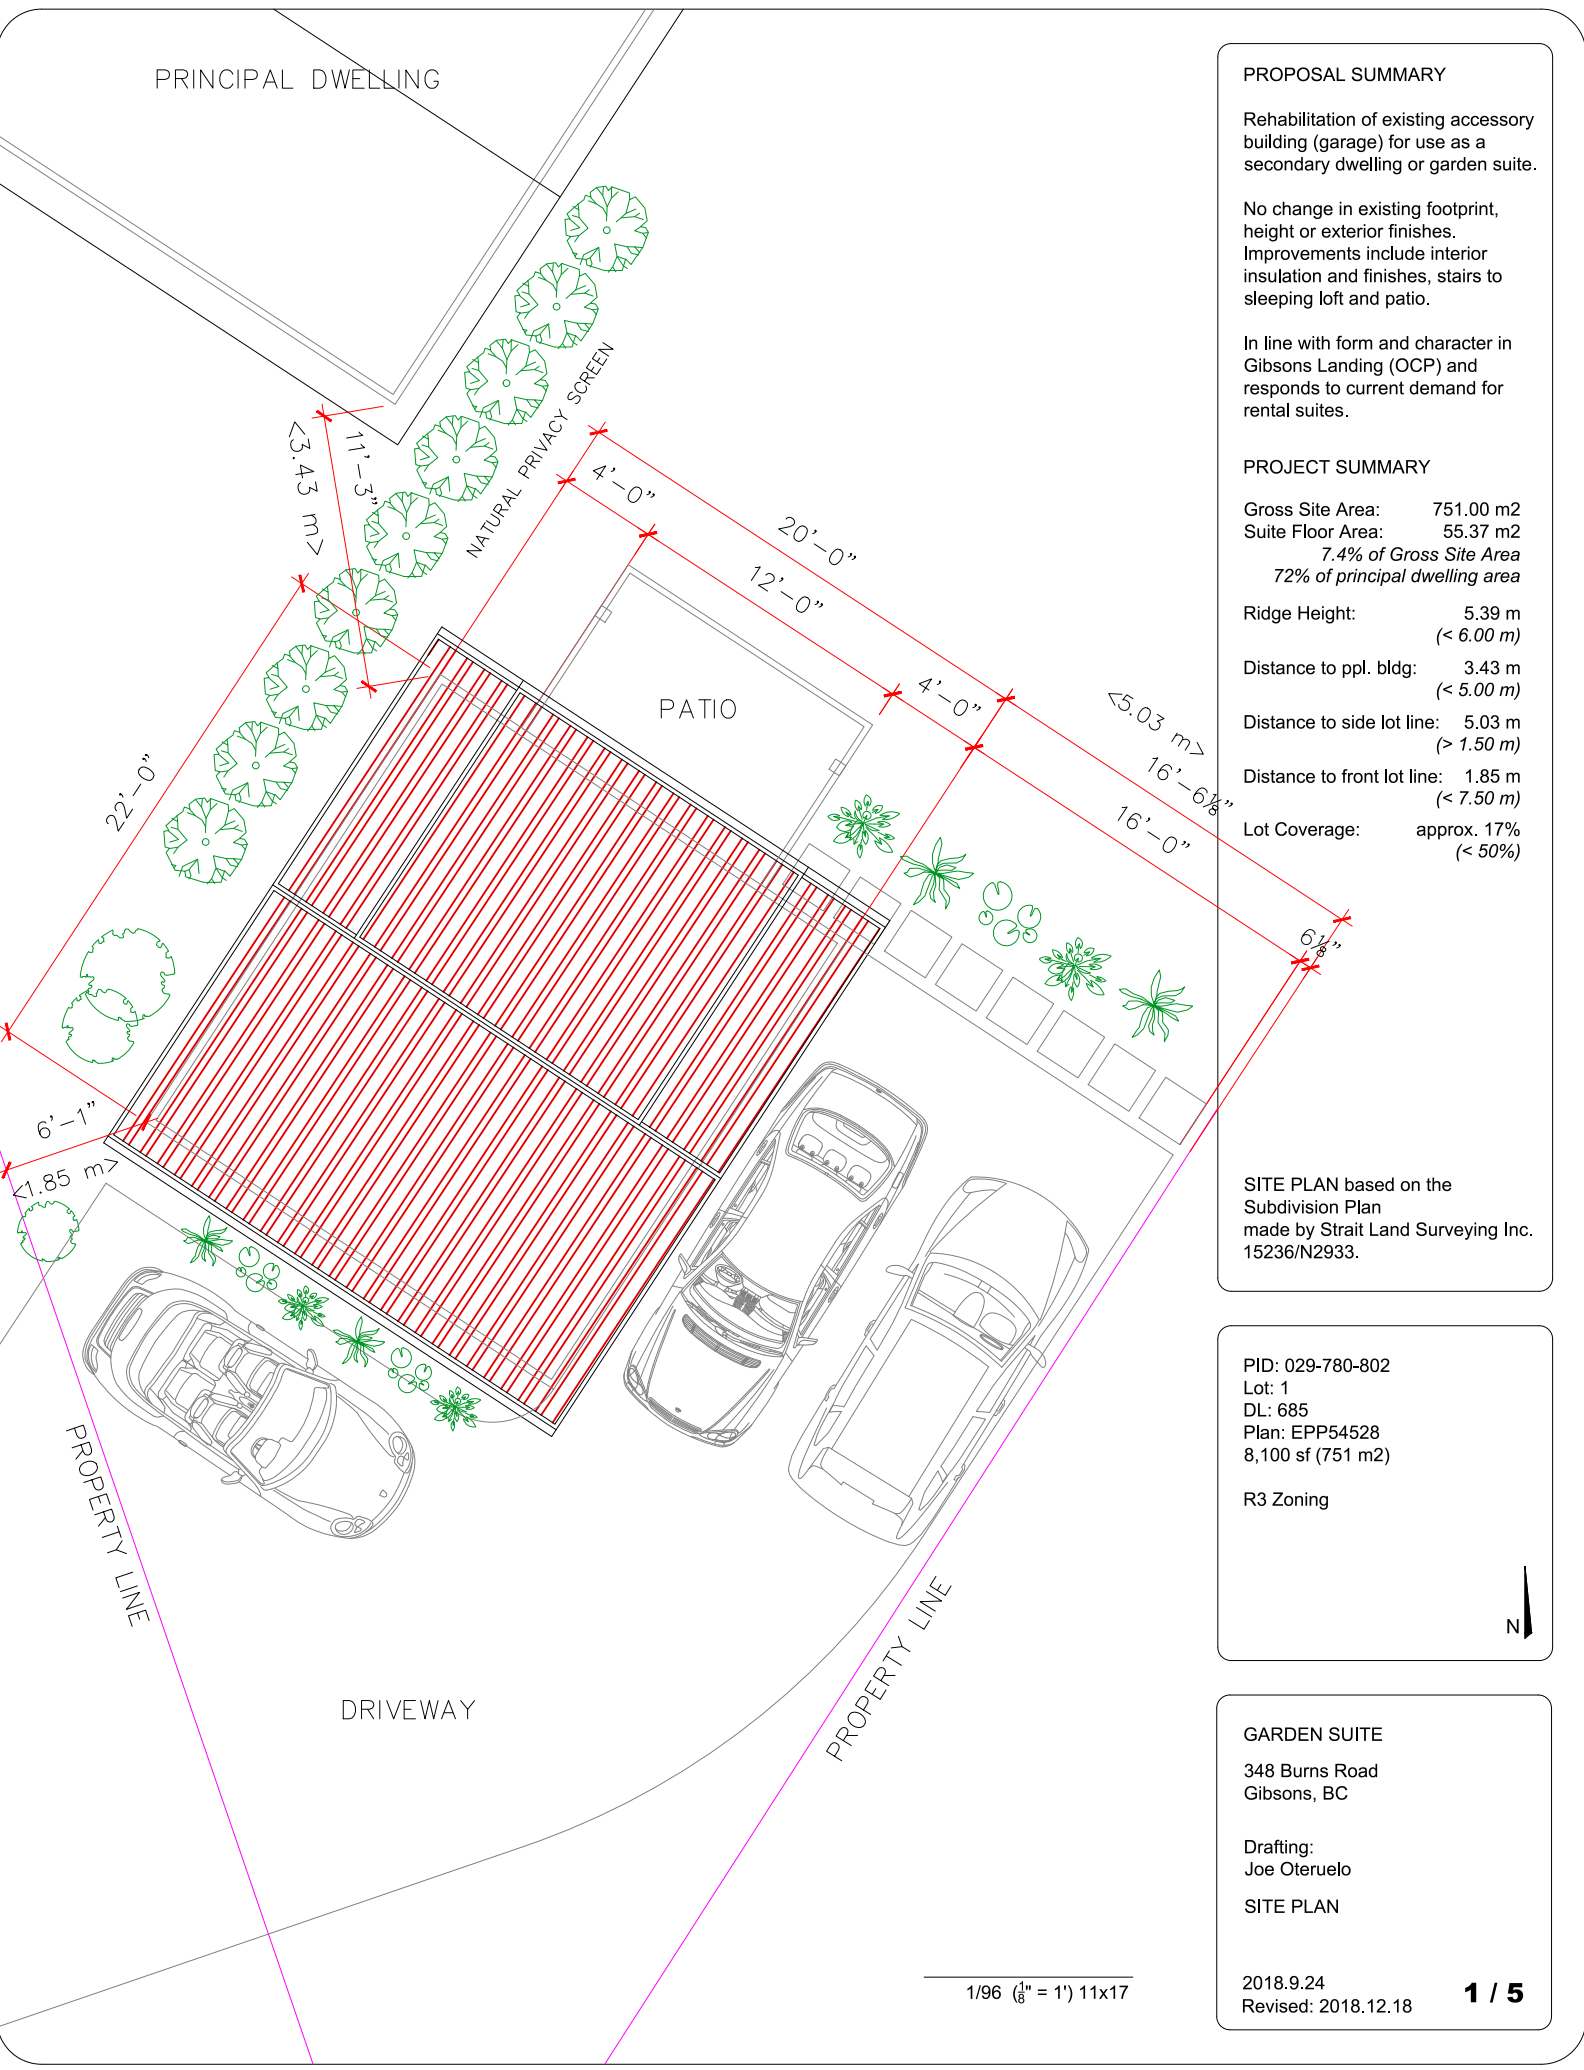 PRINCIPAL DWELLING
NATURAL PRIVACY SCREEN
<3.43 m>
11'-3"
4'-0"
20'-0"
12'-0"
4'-0"
PATIO
<5.03 m>
16'-6⅛"
16'-0"
6⅛"
22'-0"
6'-1"
<1.85 m>
PROPERTY LINE
PROPERTY LINE
DRIVEWAY
1/96 (⅛" = 1') 11x17
PROPOSAL SUMMARY
Rehabilitation of existing accessory
building (garage) for use as a
secondary dwelling or garden suite.
No change in existing footprint,
height or exterior finishes.
Improvements include interior
insulation and finishes, stairs to
sleeping loft and patio.
In line with form and character in
Gibsons Landing (OCP) and
responds to current demand for
rental suites.
PROJECT SUMMARY
Gross Site Area: 751.00 m2
Suite Floor Area: 55.37 m2
7.4% of Gross Site Area
72% of principal dwelling area
Ridge Height: 5.39 m
(< 6.00 m)
Distance to ppl. bldg: 3.43 m
(< 5.00 m)
Distance to side lot line: 5.03 m
(> 1.50 m)
Distance to front lot line: 1.85 m
(< 7.50 m)
Lot Coverage: approx. 17%
(< 50%)
SITE PLAN based on the
Subdivision Plan
made by Strait Land Surveying Inc.
15236/N2933.
PID: 029-780-802
Lot: 1
DL: 685
Plan: EPP54528
8,100 sf (751 m2)
R3 Zoning
N
GARDEN SUITE
348 Burns Road
Gibsons, BC
Drafting:
Joe Oteruelo
SITE PLAN
2018.9.24
Revised: 2018.12.18
1 / 5